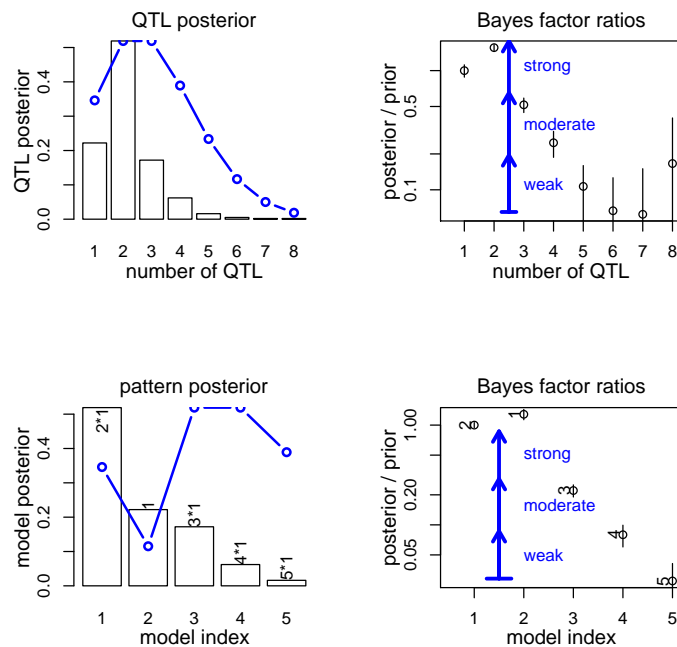 QTL posterior
QTL posterior
0.0 0.2 0.4
1 2 3 4 5 6 7 8
number of QTL
Bayes factor ratios
posterior / prior
0.1 0.5
strong
moderate
weak
1 2 3 4 5 6 7 8
number of QTL
pattern posterior
model posterior
0.0 0.2 0.4
2*1
1
3*1
4*1
5*1
1 2 3 4 5
model index
Bayes factor ratios
posterior / prior
0.05 0.20 1.00
2
1
3
4
5
strong
moderate
weak
1 2 3 4 5
model index